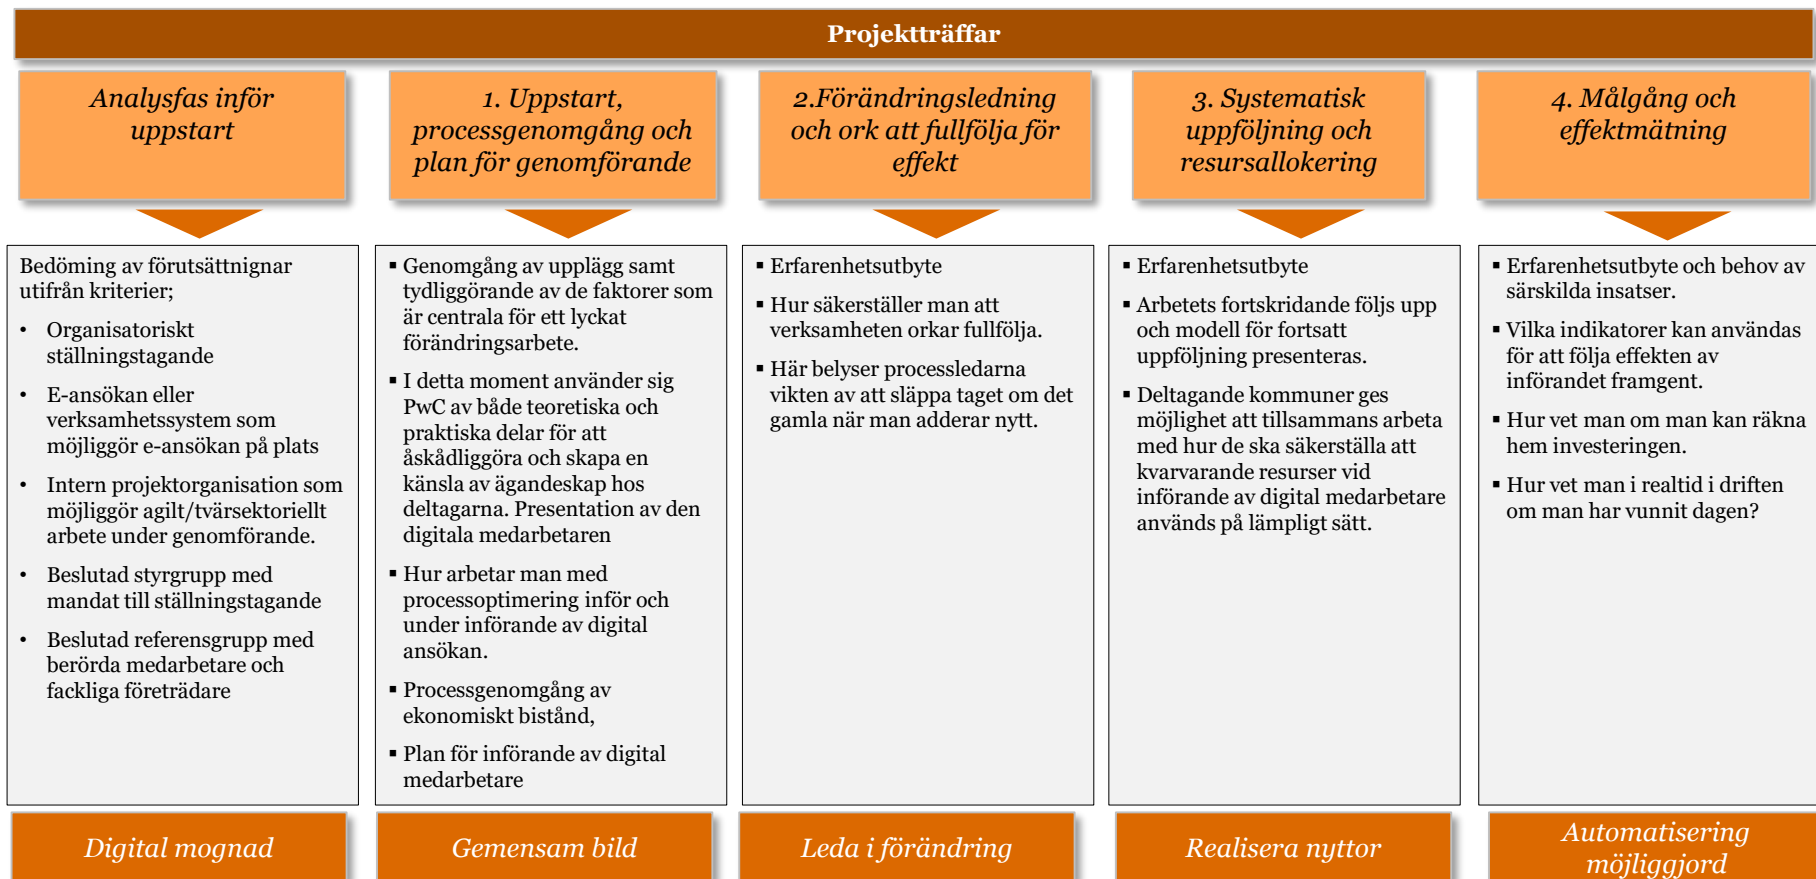 Projektträffar
Analysfas inför
uppstart
1. Uppstart,
processgenomgång och
plan för genomförande
2.Förändringsledning
och ork att fullfölja för
effekt
3. Systematisk
uppföljning och
resursallokering
4. Målgång och
effektmätning
Bedöming av förutsättnignar
utifrån kriterier;
• Organisatoriskt
ställningstagande
• E-ansökan eller
verksamhetssystem som
möjliggör e-ansökan på plats
• Intern projektorganisation som
möjliggör agilt/tvärsektoriellt
arbete under genomförande.
• Beslutad styrgrupp med
mandat till ställningstagande
• Beslutad referensgrupp med
berörda medarbetare och
fackliga företrädare
▪ Genomgång av upplägg samt
tydliggörande av de faktorer som
är centrala för ett lyckat
förändringsarbete.
▪ I detta moment använder sig
PwC av både teoretiska och
praktiska delar för att
åskådliggöra och skapa en
känsla av ägandeskap hos
deltagarna. Presentation av den
digitala medarbetaren
▪ Hur arbetar man med
processoptimering inför och
under införande av digital
ansökan.
▪ Processgenomgång av
ekonomiskt bistånd,
▪ Plan för införande av digital
medarbetare
▪ Erfarenhetsutbyte
▪ Hur säkerställer man att
verksamheten orkar fullfölja.
▪ Här belyser processledarna
vikten av att släppa taget om det
gamla när man adderar nytt.
▪ Erfarenhetsutbyte
▪ Arbetets fortskridande följs upp
och modell för fortsatt
uppföljning presenteras.
▪ Deltagande kommuner ges
möjlighet att tillsammans arbeta
med hur de ska säkerställa att
kvarvarande resurser vid
införande av digital medarbetare
används på lämpligt sätt.
▪ Erfarenhetsutbyte och behov av
särskilda insatser.
▪ Vilka indikatorer kan användas
för att följa effekten av
införandet framgent.
▪ Hur vet man om man kan räkna
hem investeringen.
▪ Hur vet man i realtid i driften
om man har vunnit dagen?
Digital mognad
Gemensam bild
Leda i förändring
Realisera nyttor
Automatisering
möjliggjord